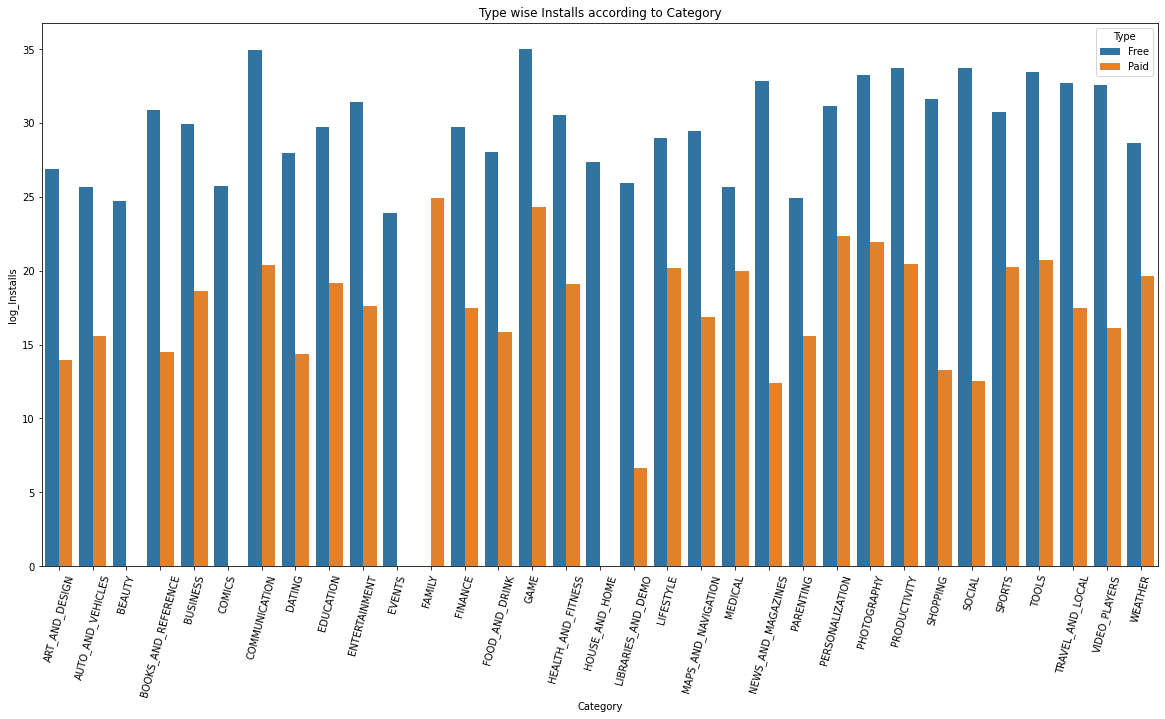 Type wise Installs according to Category
Type
Free
Paid
log_Installs
35
30
25
20
15
10
5
0
ART_AND_DESIGN
AUTO_AND_VEHICLES
BEAUTY
BOOKS_AND_REFERENCE
BUSINESS
COMICS
COMMUNICATION
DATING
EDUCATION
ENTERTAINMENT
EVENTS
FAMILY
FINANCE
FOOD_AND_DRINK
GAME
HEALTH_AND_FITNESS
HOUSE_AND_HOME
LIBRARIES_AND_DEMO
LIFESTYLE
MAPS_AND_NAVIGATION
MEDICAL
NEWS_AND_MAGAZINES
PARENTING
PERSONALIZATION
PHOTOGRAPHY
PRODUCTIVITY
SHOPPING
SOCIAL
SPORTS
TOOLS
TRAVEL_AND_LOCAL
VIDEO_PLAYERS
WEATHER
Category